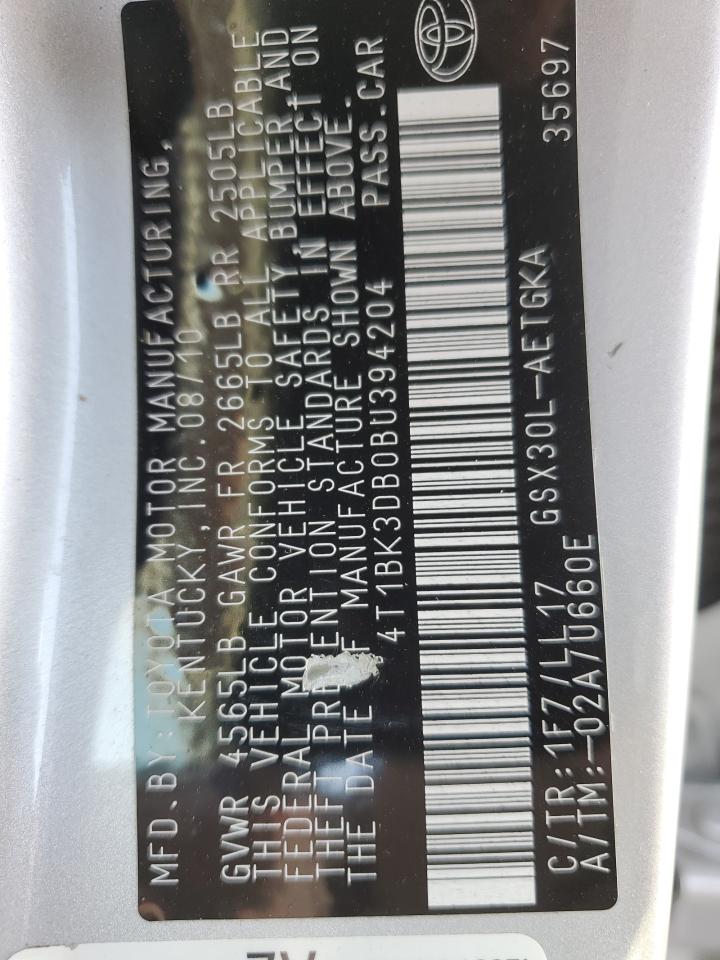 MFD.BY:TOYOTA MOTOR MANUFACTURING,
KENTUCKY,INC.08/10
GVWR 4565LB GAWR FR 2665LB RR 2505LB
THIS VEHICLE CONFORMS TO ALL APPLICABLE
FEDERAL MOTOR VEHICLE SAFETY,BUMPER,AND
THEFT PRE ENTION STANDARDS IN EFFECT ON
THE DATE F MANUFACTURE SHOWN ABOVE.
4T1BK3DB0BU394204 PASS.CAR
C/TR:1F7/LL17 GSX30L-AETGKA 35697
A/TM:-02A/U660E